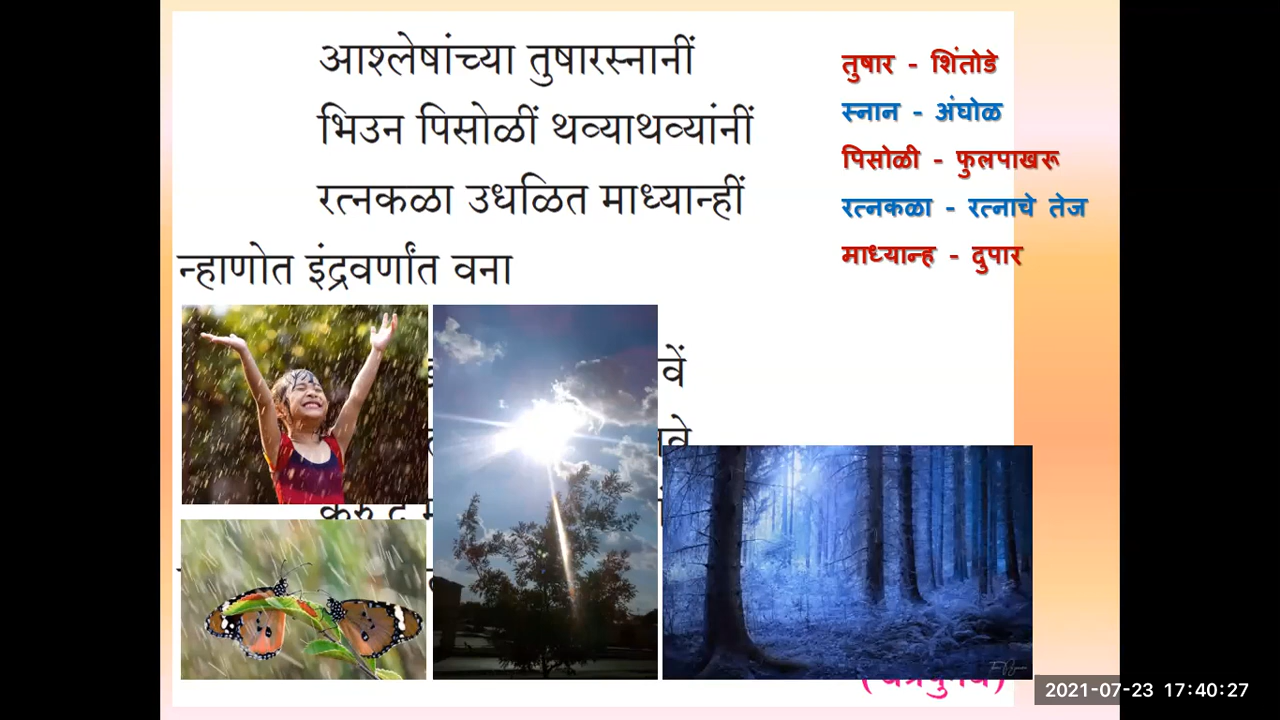 आश्लेषांच्या तुषारस्नानीं
भिउन पिसोळीं थव्याथव्यांनीं
रत्नकळा उधळित माध्यान्हीं
न्हाणोत इंद्रवर्णांत वना
तुषार - शिंतोडे
स्नान - अंघोळ
पिसोळी - फुलपाखरू
रत्नकळा - रत्नाचे तेज
माध्यान्ह - दुपार
2021-07-23 17:40:27